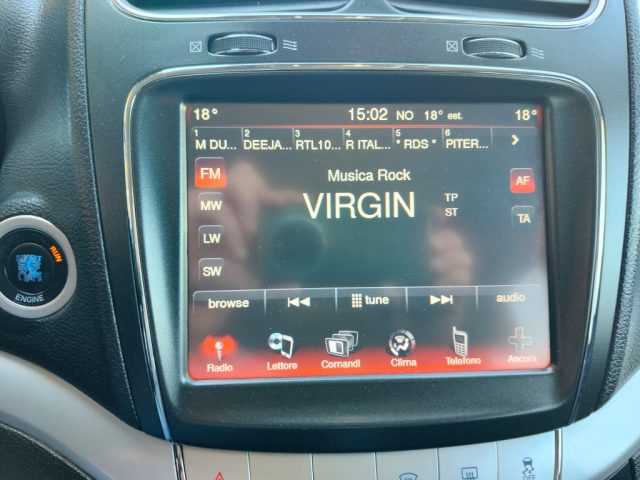 18° 15:02 NO 18° est. 18°
1 M DU... 2 DEEJA... 3 RTL10... 4 R ITAL... 5 * RDS * 6 PITER...
FM Musica Rock AF
MW VIRGIN TP
ST
TA
LW
SW
browse tune audio
Radio Lettore Comandi Clima Telefono Ancora
RUN
ENGINE